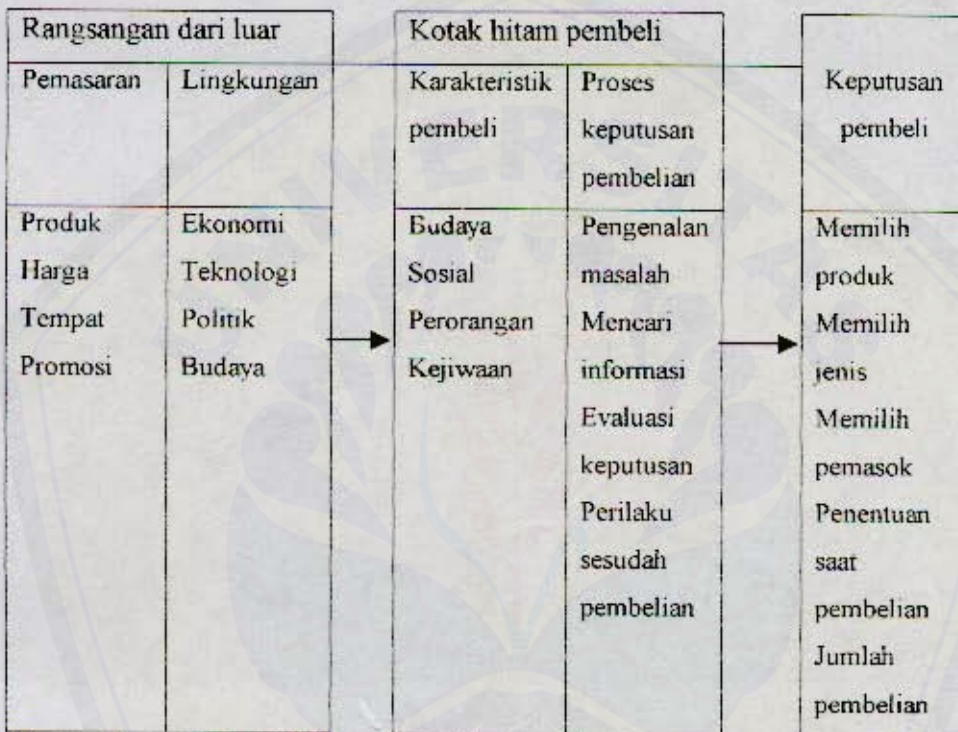 Rangsangan dari luar
Pemasaran
Lingkungan
Produk
Harga
Tempat
Promosi
Ekonomi
Teknologi
Politik
Budaya
Kotak hitam pembeli
Karakteristik
pembeli
Proses
keputusan
pembelian
Budaya
Sosial
Perorangan
Kejiwaan
Pengenalan
masalah
Mencari
informasi
Evaluasi
keputusan
Perilaku
sesudah
pembelian
Keputusan
pembeli
Memilih
produk
Memilih
jenis
Memilih
pemasok
Penentuan
saat
pembelian
Jumlah
pembelian